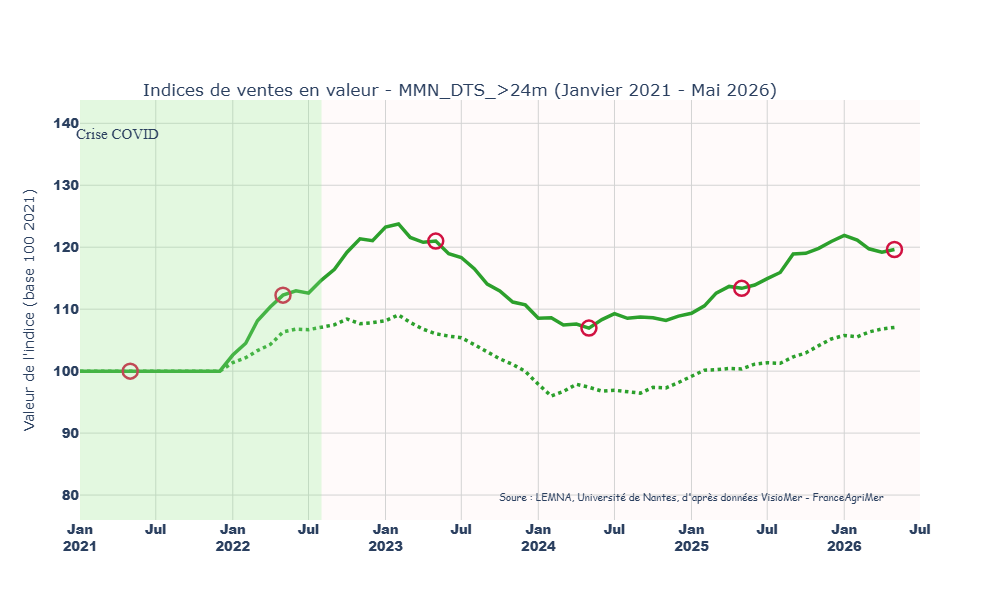 Indices de ventes en valeur - MMN_DTS_>24m (Janvier 2021 - Mai 2026)
Crise COVID
Valeur de l'indice (base 100 2021)
140
130
120
110
100
90
80
Soure : LEMNA, Université de Nantes, d'après données VisioMer - FranceAgriMer
Jan Jul Jan Jul Jan Jul Jan Jul Jan Jul Jan Jul
2021 2022 2023 2024 2025 2026